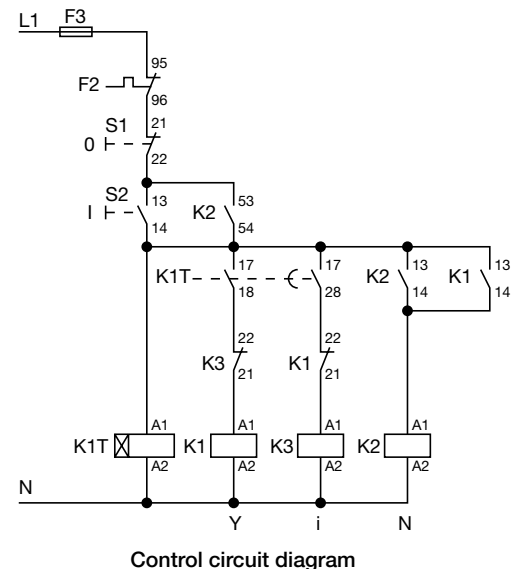 L1 F3
95
F2
96
S1 21
0
22
S2 13 53
I K2
14 54
17 17 13 13
K1T K2 K1
18 28 14 14
22 22
K3 K1
21 21
A1 A1 A1 A1
K1T K1 K3 K2
A2 A2 A2 A2
N
Y i N
Control circuit diagram